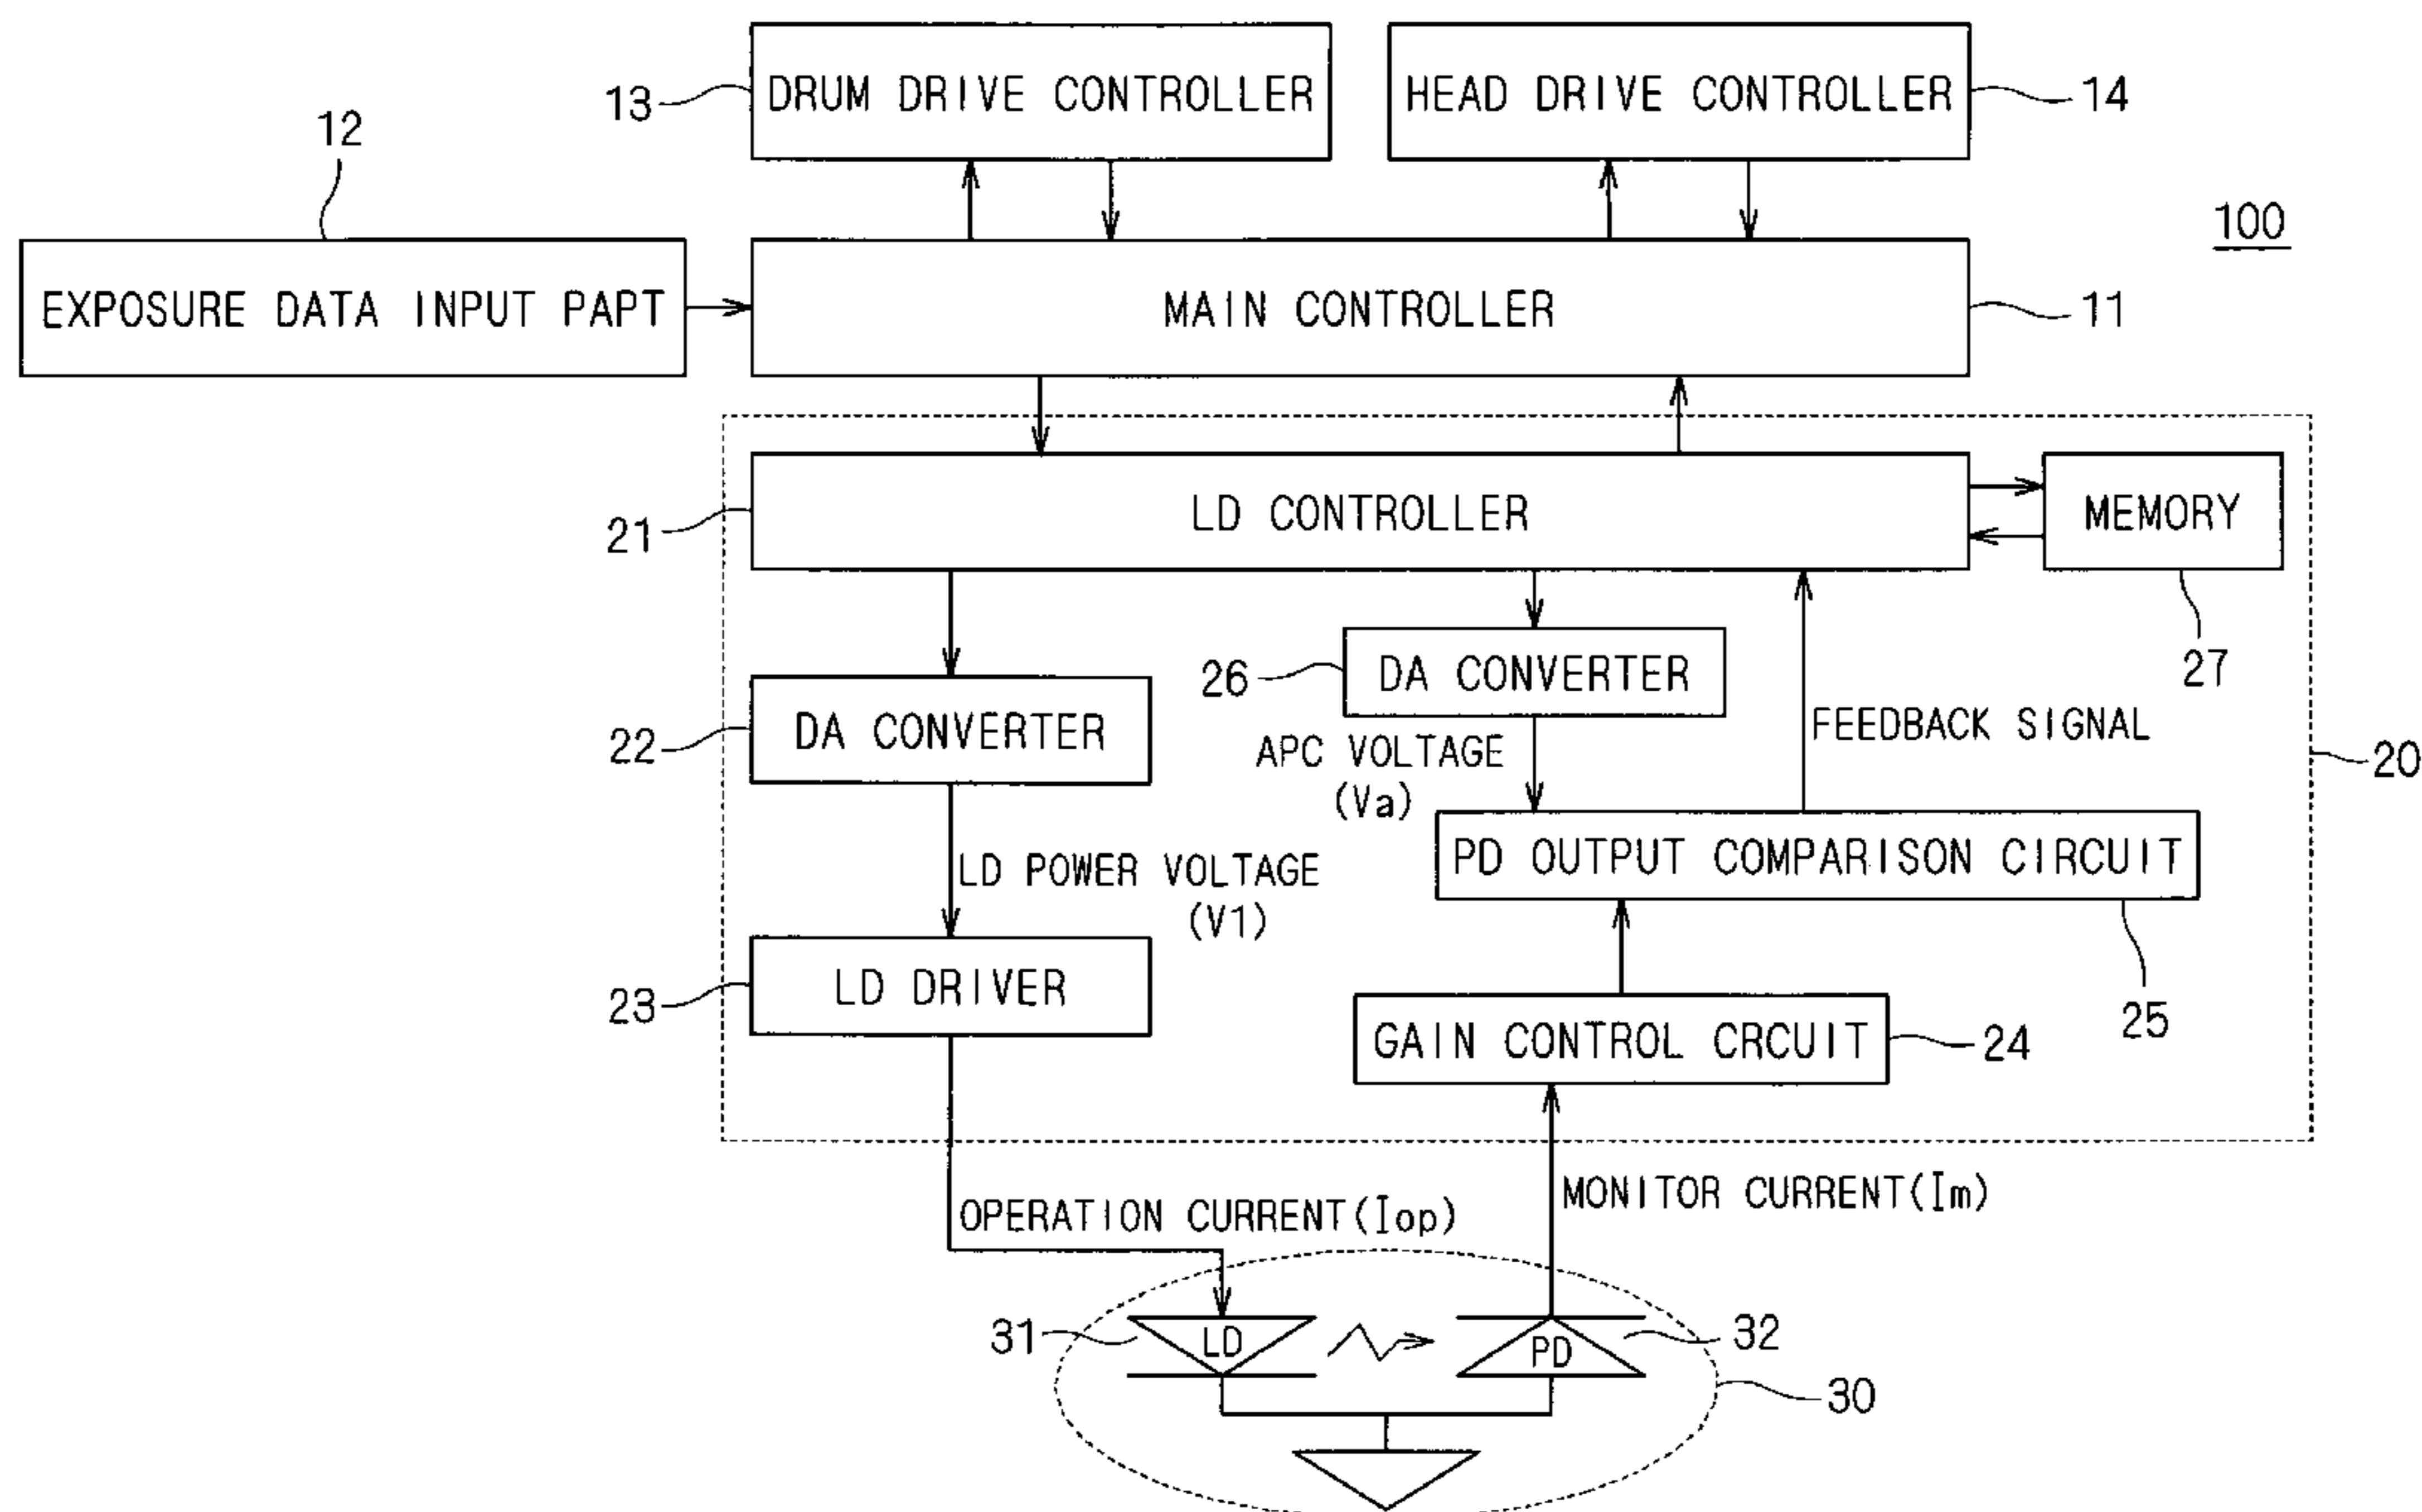 DRUM DRIVE CONTROLLER
HEAD DRIVE CONTROLLER
13
14
12
100
EXPOSURE DATA INPUT PAPT
MAIN CONTROLLER
11
LD CONTROLLER
MEMORY
21
27
DA CONVERTER
26
DA CONVERTER
22
FEEDBACK SIGNAL
APC VOLTAGE
(Va)
20
PD OUTPUT COMPARISON CIRCUIT
LD POWER VOLTAGE
(V1)
LD DRIVER
23
25
GAIN CONTROL CRCUIT
24
MONITOR CURRENT(Im)
OPERATION CURRENT(Iop)
31
LD
PD
32
30